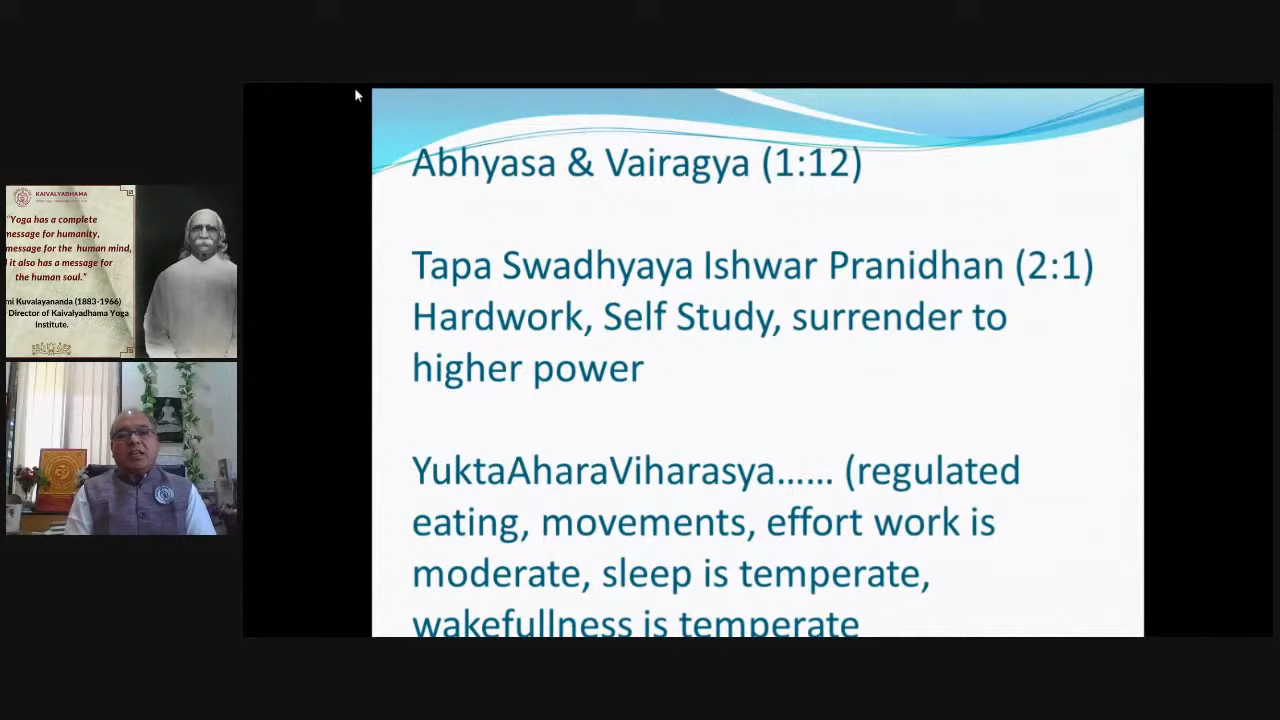 KAIVALYADHAMA
"Yoga has a complete
message for humanity,
message for the human mind,
it also has a message for
the human soul."
mi Kuvalayananda (1883-1966)
Director of Kaivalyadhama Yoga
Institute.
Abhyasa & Vairagya (1:12)
Tapa Swadhyaya Ishwar Pranidhan (2:1)
Hardwork, Self Study, surrender to
higher power
YuktaAharaViharasya...... (regulated
eating, movements, effort work is
moderate, sleep is temperate,
wakefullness is temperate